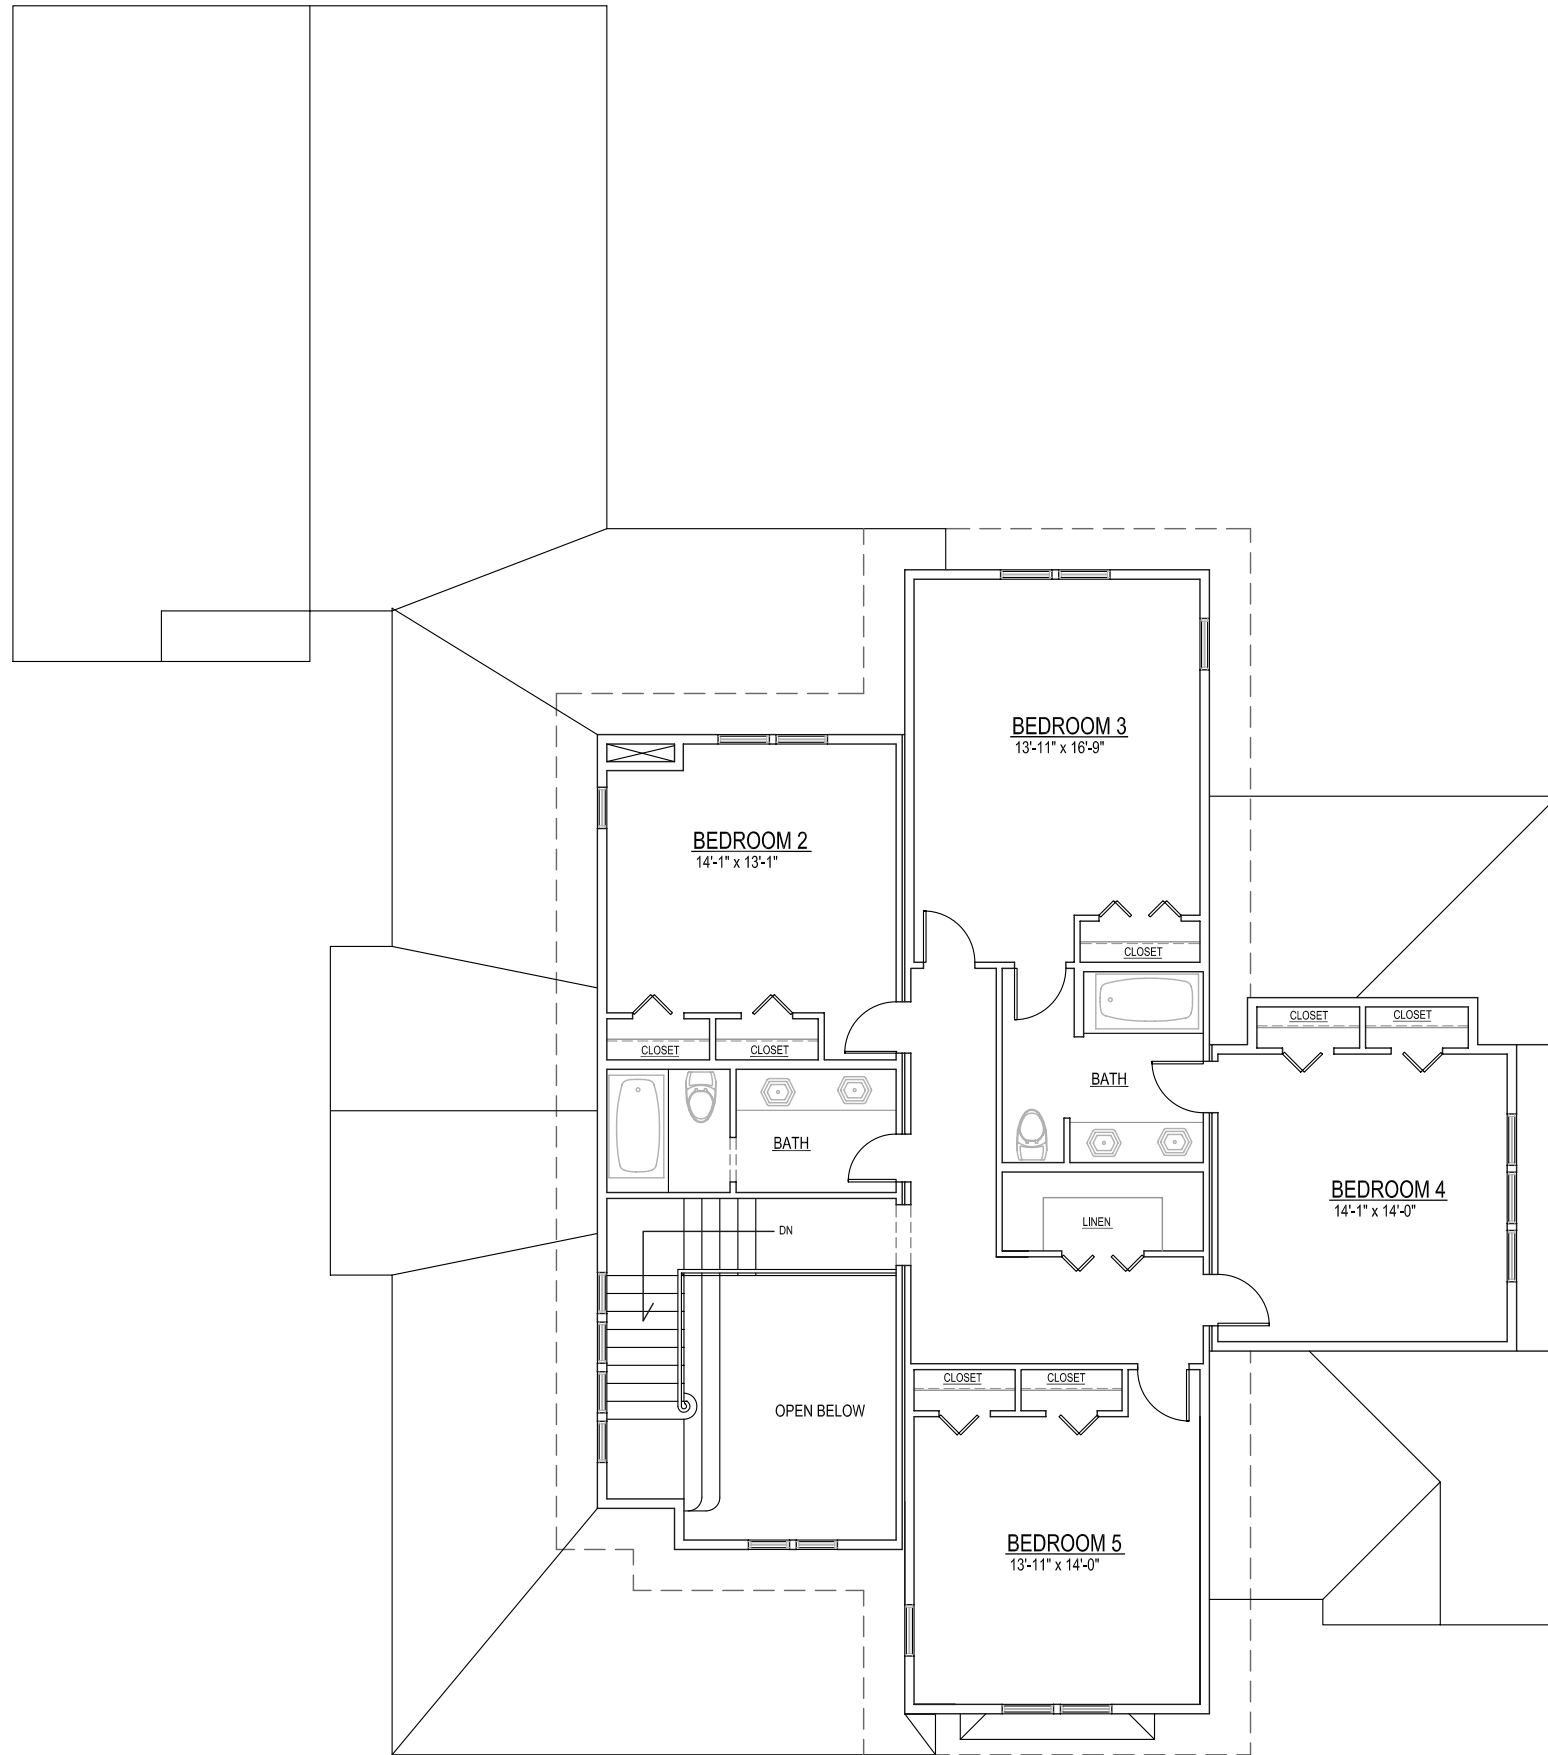 BEDROOM 3
13'-11" x 16'-9"
BEDROOM 2
14'-1" x 13'-1"
CLOSET
CLOSET
CLOSET
CLOSET
CLOSET
BATH
BATH
BEDROOM 4
14'-1" x 14'-0"
LINEN
DN
CLOSET
CLOSET
OPEN BELOW
BEDROOM 5
13'-11" x 14'-0"